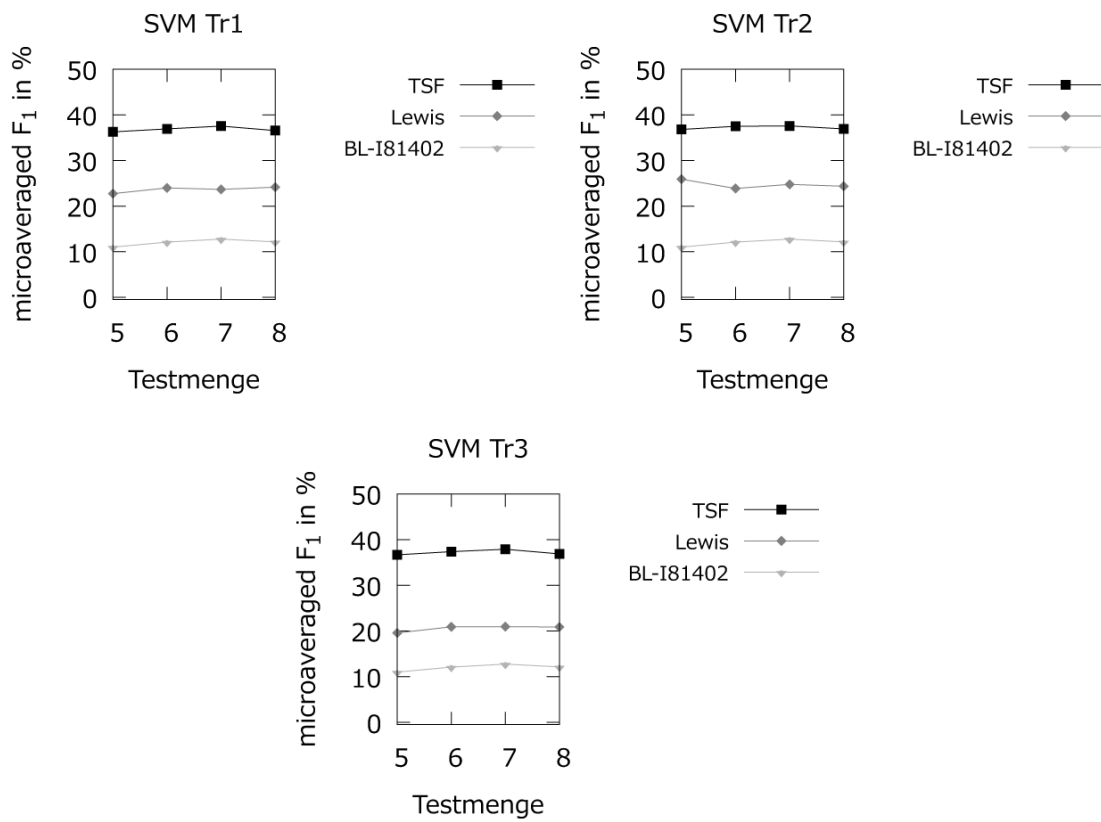 SVM Tr1
microaveraged F1 in %
50
40
30
20
10
0
5 6 7 8
Testmenge
TSF
Lewis
BL-I81402
SVM Tr2
microaveraged F1 in %
50
40
30
20
10
0
5 6 7 8
Testmenge
TSF
Lewis
BL-I81402
SVM Tr3
microaveraged F1 in %
50
40
30
20
10
0
5 6 7 8
Testmenge
TSF
Lewis
BL-I81402